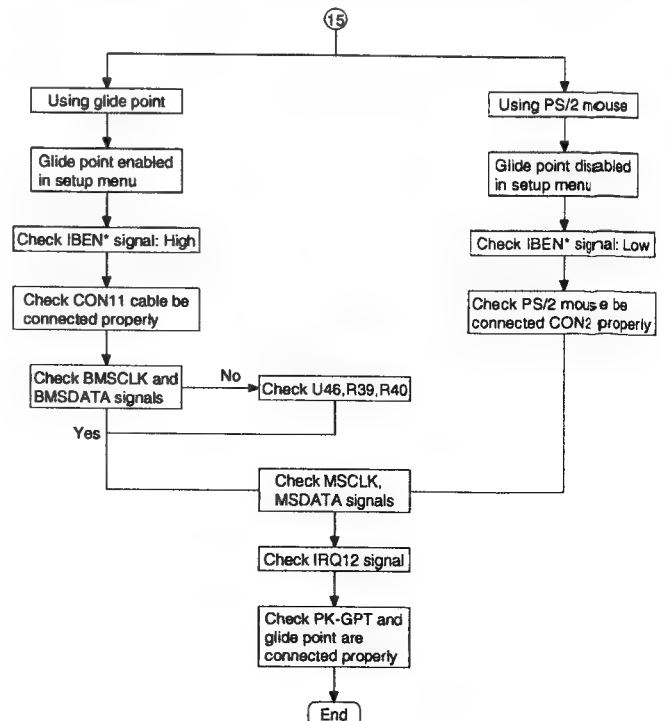 15
Using glide point
Using PS/2 mouse
Glide point enabled
in setup menu
Glide point disabled
in setup menu
Check IBEN* signal: High
Check IBEN* signal: Low
Check CON11 cable be
connected properly
Check PS/2 mouse be
connected CON2 properly
Check BMSCLK and
BMSDATA signals
No
Check U46,R39,R40
Yes
Check MSCLK,
MSDATA signals
Check IRQ12 signal
Check PK-GPT and
glide point are
connected properly
End